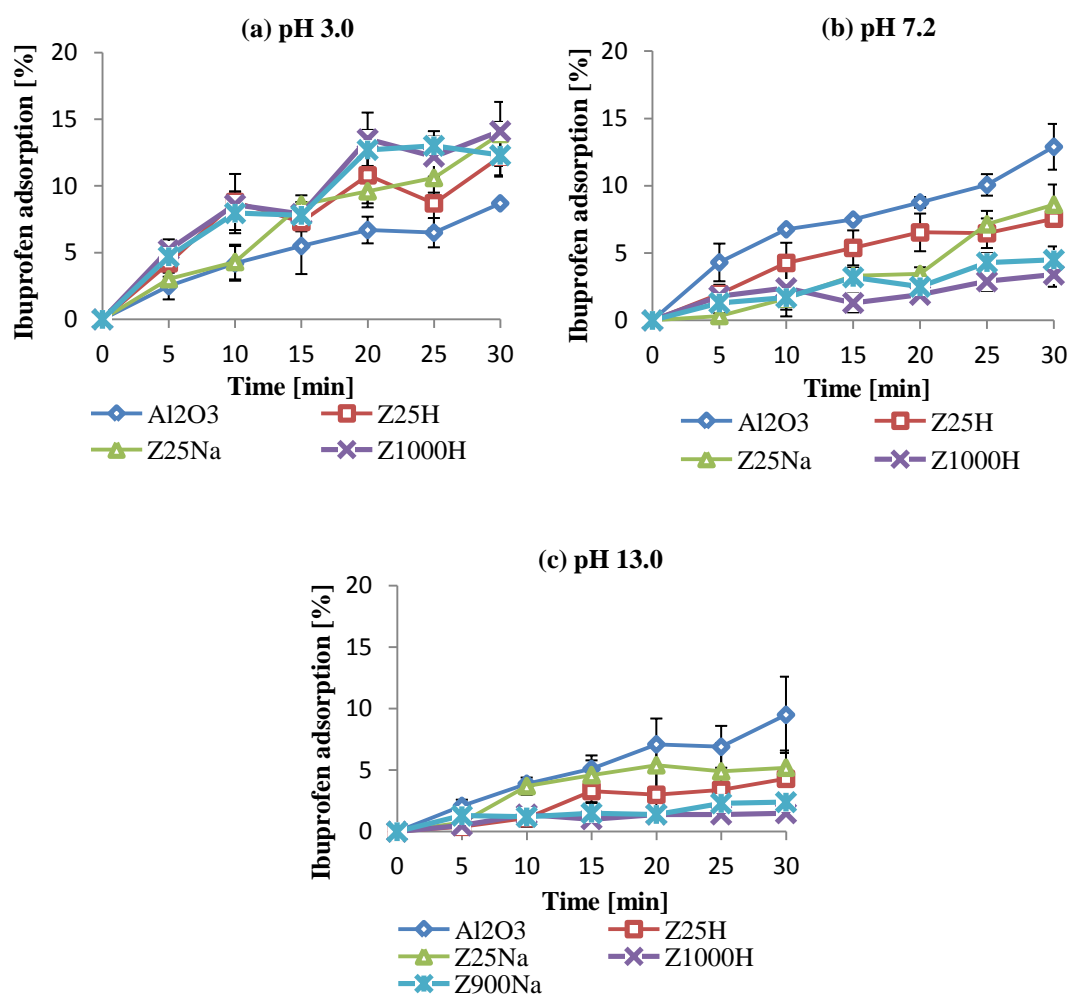 (a) pH 3.0
Ibuprofen adsorption [%]
20
15
10
5
0
0 5 10 15 20 25 30
Time [min]
Al2O3 Z25H
Z25Na Z1000H
(b) pH 7.2
Ibuprofen adsorption [%]
20
15
10
5
0
0 5 10 15 20 25 30
Time [min]
Al2O3 Z25H
Z25Na Z1000H
(c) pH 13.0
Ibuprofen adsorption [%]
20
15
10
5
0
0 5 10 15 20 25 30
Time [min]
Al2O3 Z25H
Z25Na Z1000H
Z900Na